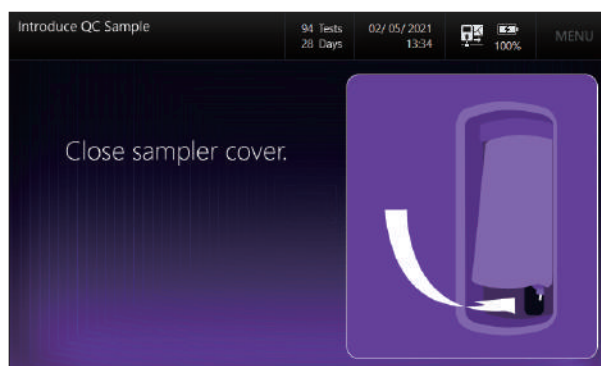 Introduce QC Sample
94 Tests
28 Days
02/05/2021
13:34
100%
MENU
Close sampler cover.